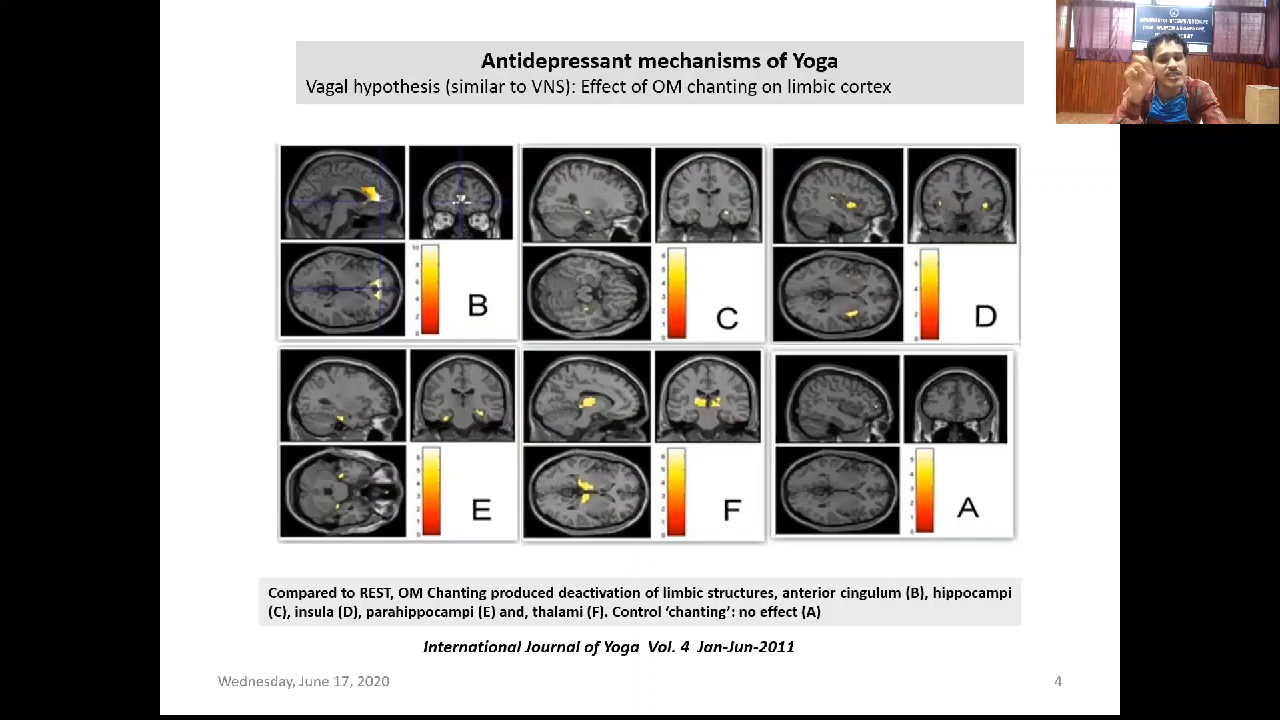 Antidepressant mechanisms of Yoga
Vagal hypothesis (similar to VNS): Effect of OM chanting on limbic cortex
B
C
D
E
F
A
Compared to REST, OM Chanting produced deactivation of limbic structures, anterior cingulum (B), hippocampi
(C), insula (D), parahippocampi (E) and, thalami (F). Control ‘chanting’: no effect (A)
International Journal of Yoga Vol. 4 Jan-Jun-2011
Wednesday, June 17, 2020
4